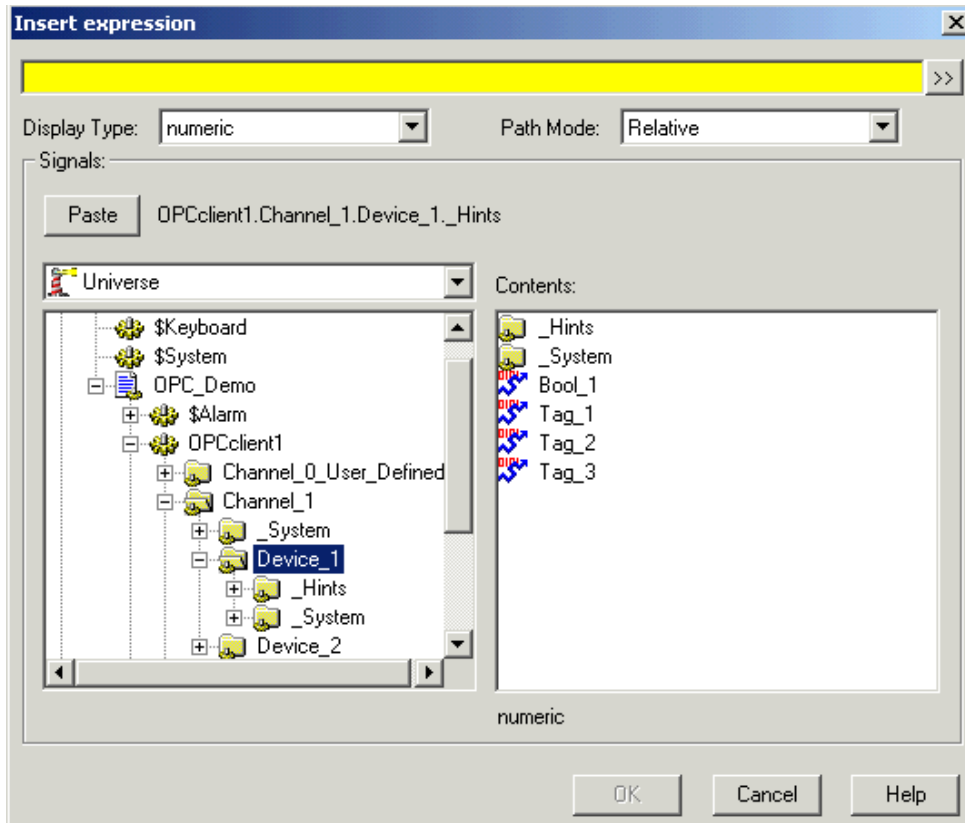 Insert expression
>>
Display Type: numeric Path Mode: Relative
Signals:
Paste OPCclient1.Channel_1.Device_1._Hints
Universe
Contents:
$Keyboard
$System
OPC_Demo
$Alarm
OPCclient1
Channel_0_User_Defined
Channel_1
_System
Device_1
_Hints
_System
Device_2
_Hints
_System
Bool_1
Tag_1
Tag_2
Tag_3
numeric
OK Cancel Help